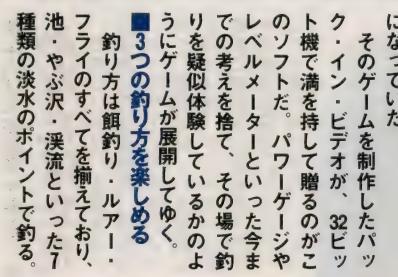 になっていた
そのゲームを制作したパッ
ク・イン・ビデオが、32ビッ
ト機で満を持して贈るのがこ
のソフトだ。パワーゲージや
レベルメーターといった今ま
での考えを捨て、その場で釣
りを疑似体験しているかのよ
うにゲームが展開してゆく。
■3つの釣り方を楽しめる
釣り方は餌釣り・ルアー・
フライのすべてを揃えており、
池・やぶ沢・渓流といった7
種類の淡水のポイントで釣る。